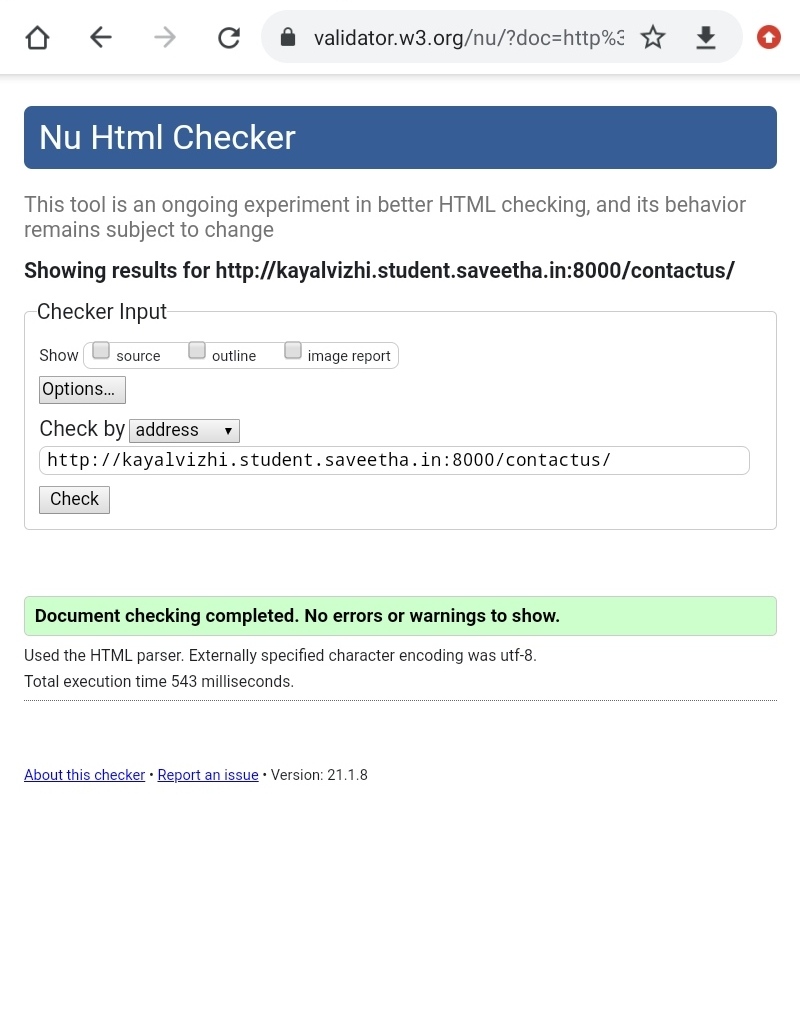 validator.w3.org/nu/?doc=http%3
Nu Html Checker
This tool is an ongoing experiment in better HTML checking, and its behavior
remains subject to change
Showing results for http://kayalvizhi.student.saveetha.in:8000/contactus/
Checker Input
Show source outline image report
Options...
Check by address
http://kayalvizhi.student.saveetha.in:8000/contactus/
Check
Document checking completed. No errors or warnings to show.
Used the HTML parser. Externally specified character encoding was utf-8.
Total execution time 543 milliseconds.
About this checker • Report an issue • Version: 21.1.8